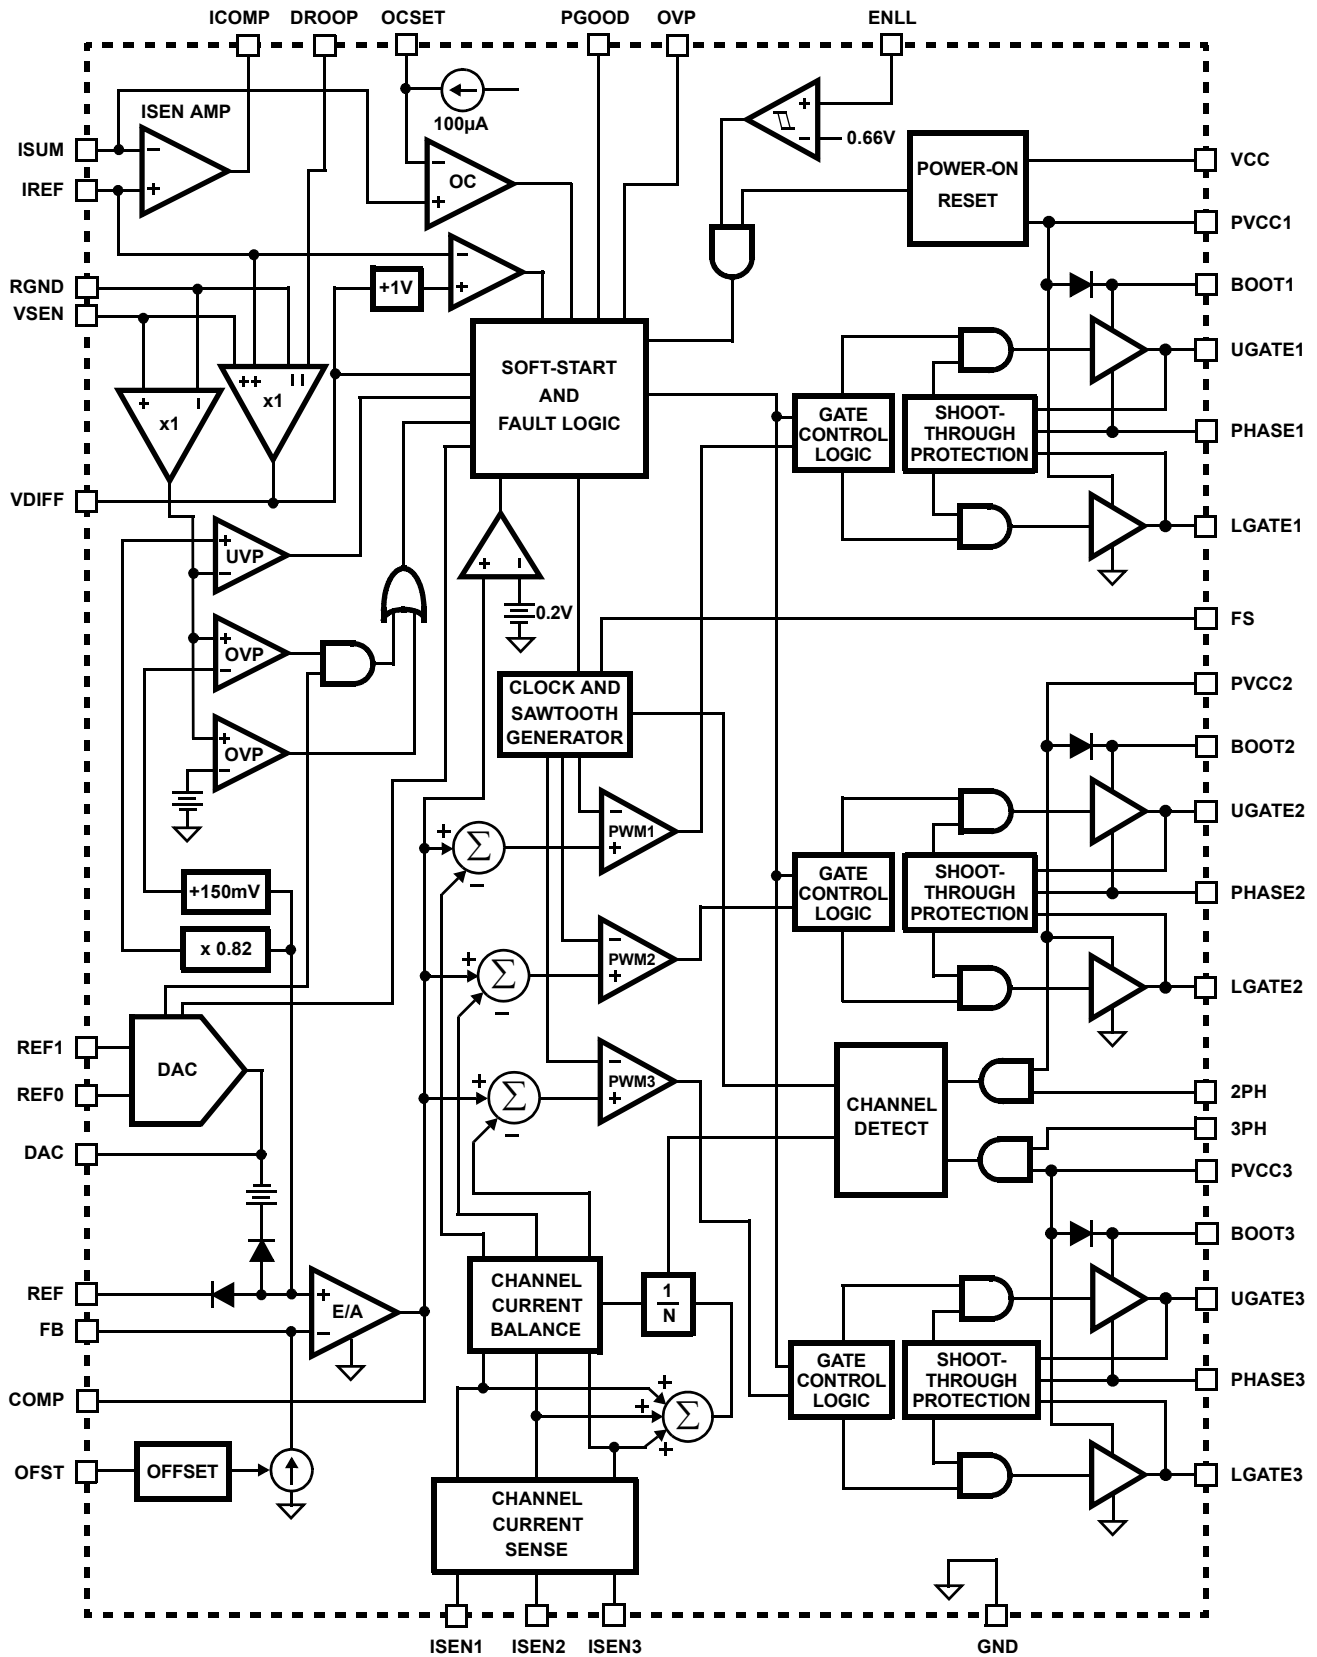 ICOMP DROOP OCSET PGOOD OVP ENLL
ISEN AMP
100µA
ISUM
IREF
RGND
VSEN
VDIFF
REF1
REF0
DAC
REF
FB
COMP
OFST
−
+
−
+
OC
−
+
+1V
+ −
x1
++ − −
x1
+
−
0.66V
POWER-ON
RESET
SOFT-START
AND
FAULT LOGIC
+
−
UVP
+
−
OVP
+
−
OVP
+ −
0.2V
CLOCK AND
SAWTOOTH
GENERATOR
+150mV
x 0.82
DAC
+
−
E/A
OFFSET
+
Σ
−
−
PWM1
+
+
Σ
−
−
PWM2
+
+
Σ
−
−
PWM3
+
CHANNEL
CURRENT
BALANCE
1
N
+
+
+
Σ
CHANNEL
CURRENT
SENSE
GATE
CONTROL
LOGIC
SHOOT-
THROUGH
PROTECTION
GATE
CONTROL
LOGIC
SHOOT-
THROUGH
PROTECTION
CHANNEL
DETECT
GATE
CONTROL
LOGIC
SHOOT-
THROUGH
PROTECTION
VCC
PVCC1
BOOT1
UGATE1
PHASE1
LGATE1
FS
PVCC2
BOOT2
UGATE2
PHASE2
LGATE2
2PH
3PH
PVCC3
BOOT3
UGATE3
PHASE3
LGATE3
ISEN1 ISEN2 ISEN3 GND